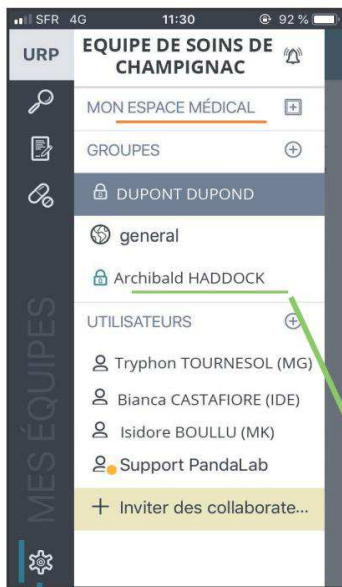 SFR 4G 11:30 92 %
URP
EQUIPE DE SOINS DE
CHAMPIGNAC
MON ESPACE MÉDICAL
GROUPES
DUPONT DUPOND
general
Archibald HADDOCK
UTILISATEURS
Tryphon TOURNESOL (MG)
Bianca CASTAFIORE (IDE)
Isidore BOULLU (MK)
Support PandaLab
+ Inviter des collaborate...
MES ÉQUIPES